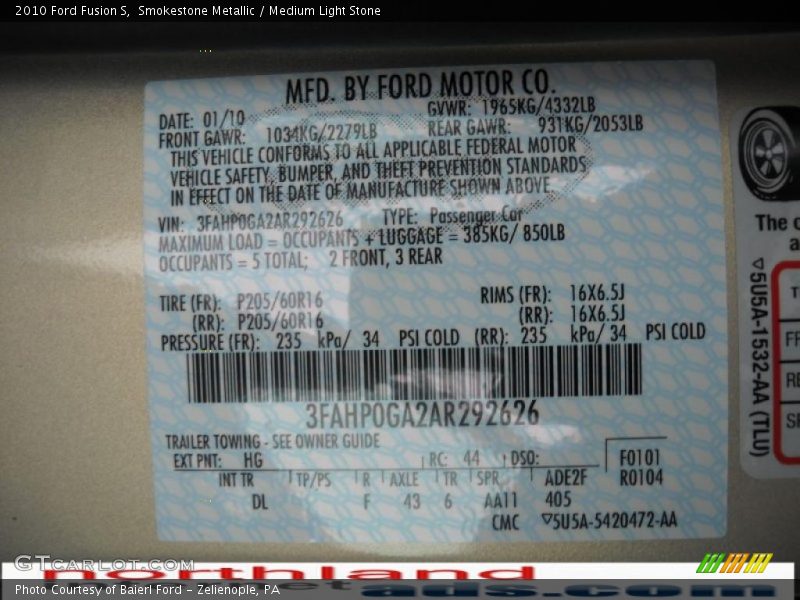 2010 Ford Fusion S,  Smokestone Metallic / Medium Light Stone
MFD. BY FORD MOTOR CO.
DATE: 01/10 GVWR: 1965KG/4332LB
FRONT GAWR: 1034KG/2279LB REAR GAWR: 931KG/2053LB
THIS VEHICLE CONFORMS TO ALL APPLICABLE FEDERAL MOTOR
VEHICLE SAFETY, BUMPER, AND THEFT PREVENTION STANDARDS
IN EFFECT ON THE DATE OF MANUFACTURE SHOWN ABOVE.
VIN: 3FAHP0GA2AR292626 TYPE: Passenger Car
MAXIMUM LOAD = OCCUPANTS + LUGGAGE = 385KG/ 850LB
OCCUPANTS = 5 TOTAL; 2 FRONT, 3 REAR
TIRE (FR): P205/60R16 RIMS (FR): 16X6.5J
(RR): P205/60R16 (RR): 16X6.5J
PRESSURE (FR): 235 kPa/ 34 PSI COLD (RR): 235 kPa/ 34 PSI COLD
3FAHP0GA2AR292626
TRAILER TOWING - SEE OWNER GUIDE
EXT PNT: HG RC: 44 DSO: F0101
INT TR TP/PS R AXLE TR SPR ADE2F R0104
DL F 43 6 AA11 405
CMC ▽5U5A-5420472-AA
The
▽5U5A-1532-AA (TLU)
GTCarLot.com
northland
ads.com
Photo Courtesy of Baierl Ford - Zelienople, PA